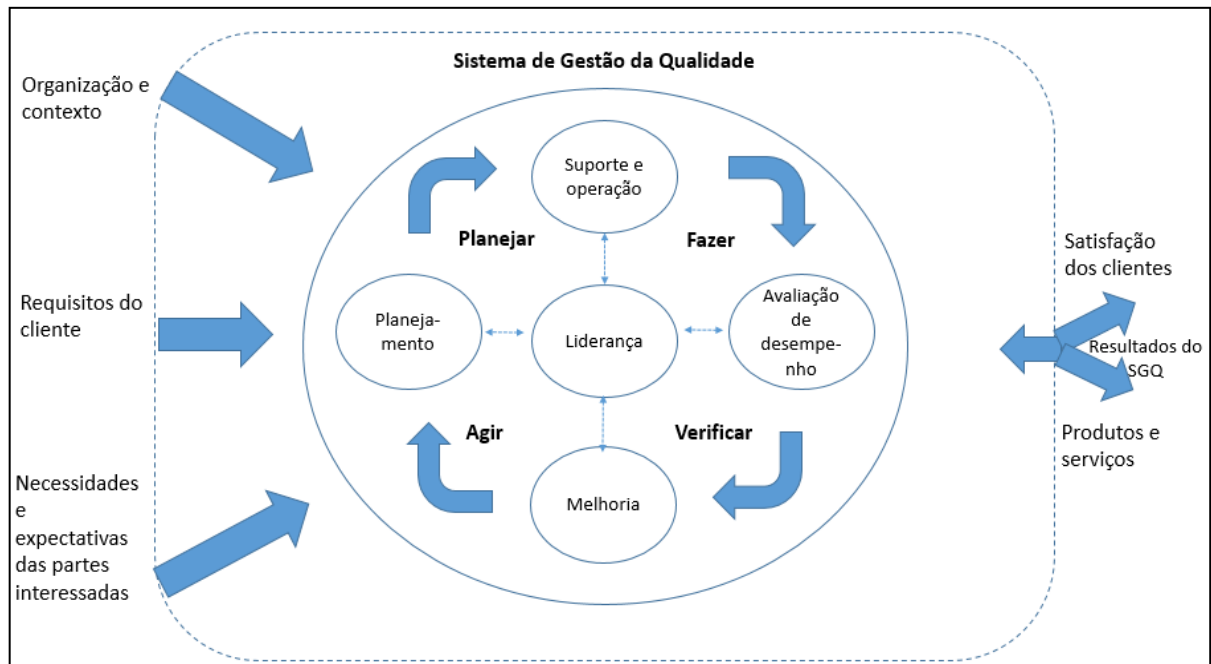 Sistema de Gestão da Qualidade
Organização e
contexto
Requisitos do
cliente
Necessidades
e
expectativas
das partes
interessadas
Suporte e
operação
Planejar
Fazer
Planeja-
mento
Liderança
Avaliação
de
desempe-
nho
Agir
Verificar
Melhoria
Satisfação
dos clientes
Resultados do
SGQ
Produtos e
serviços